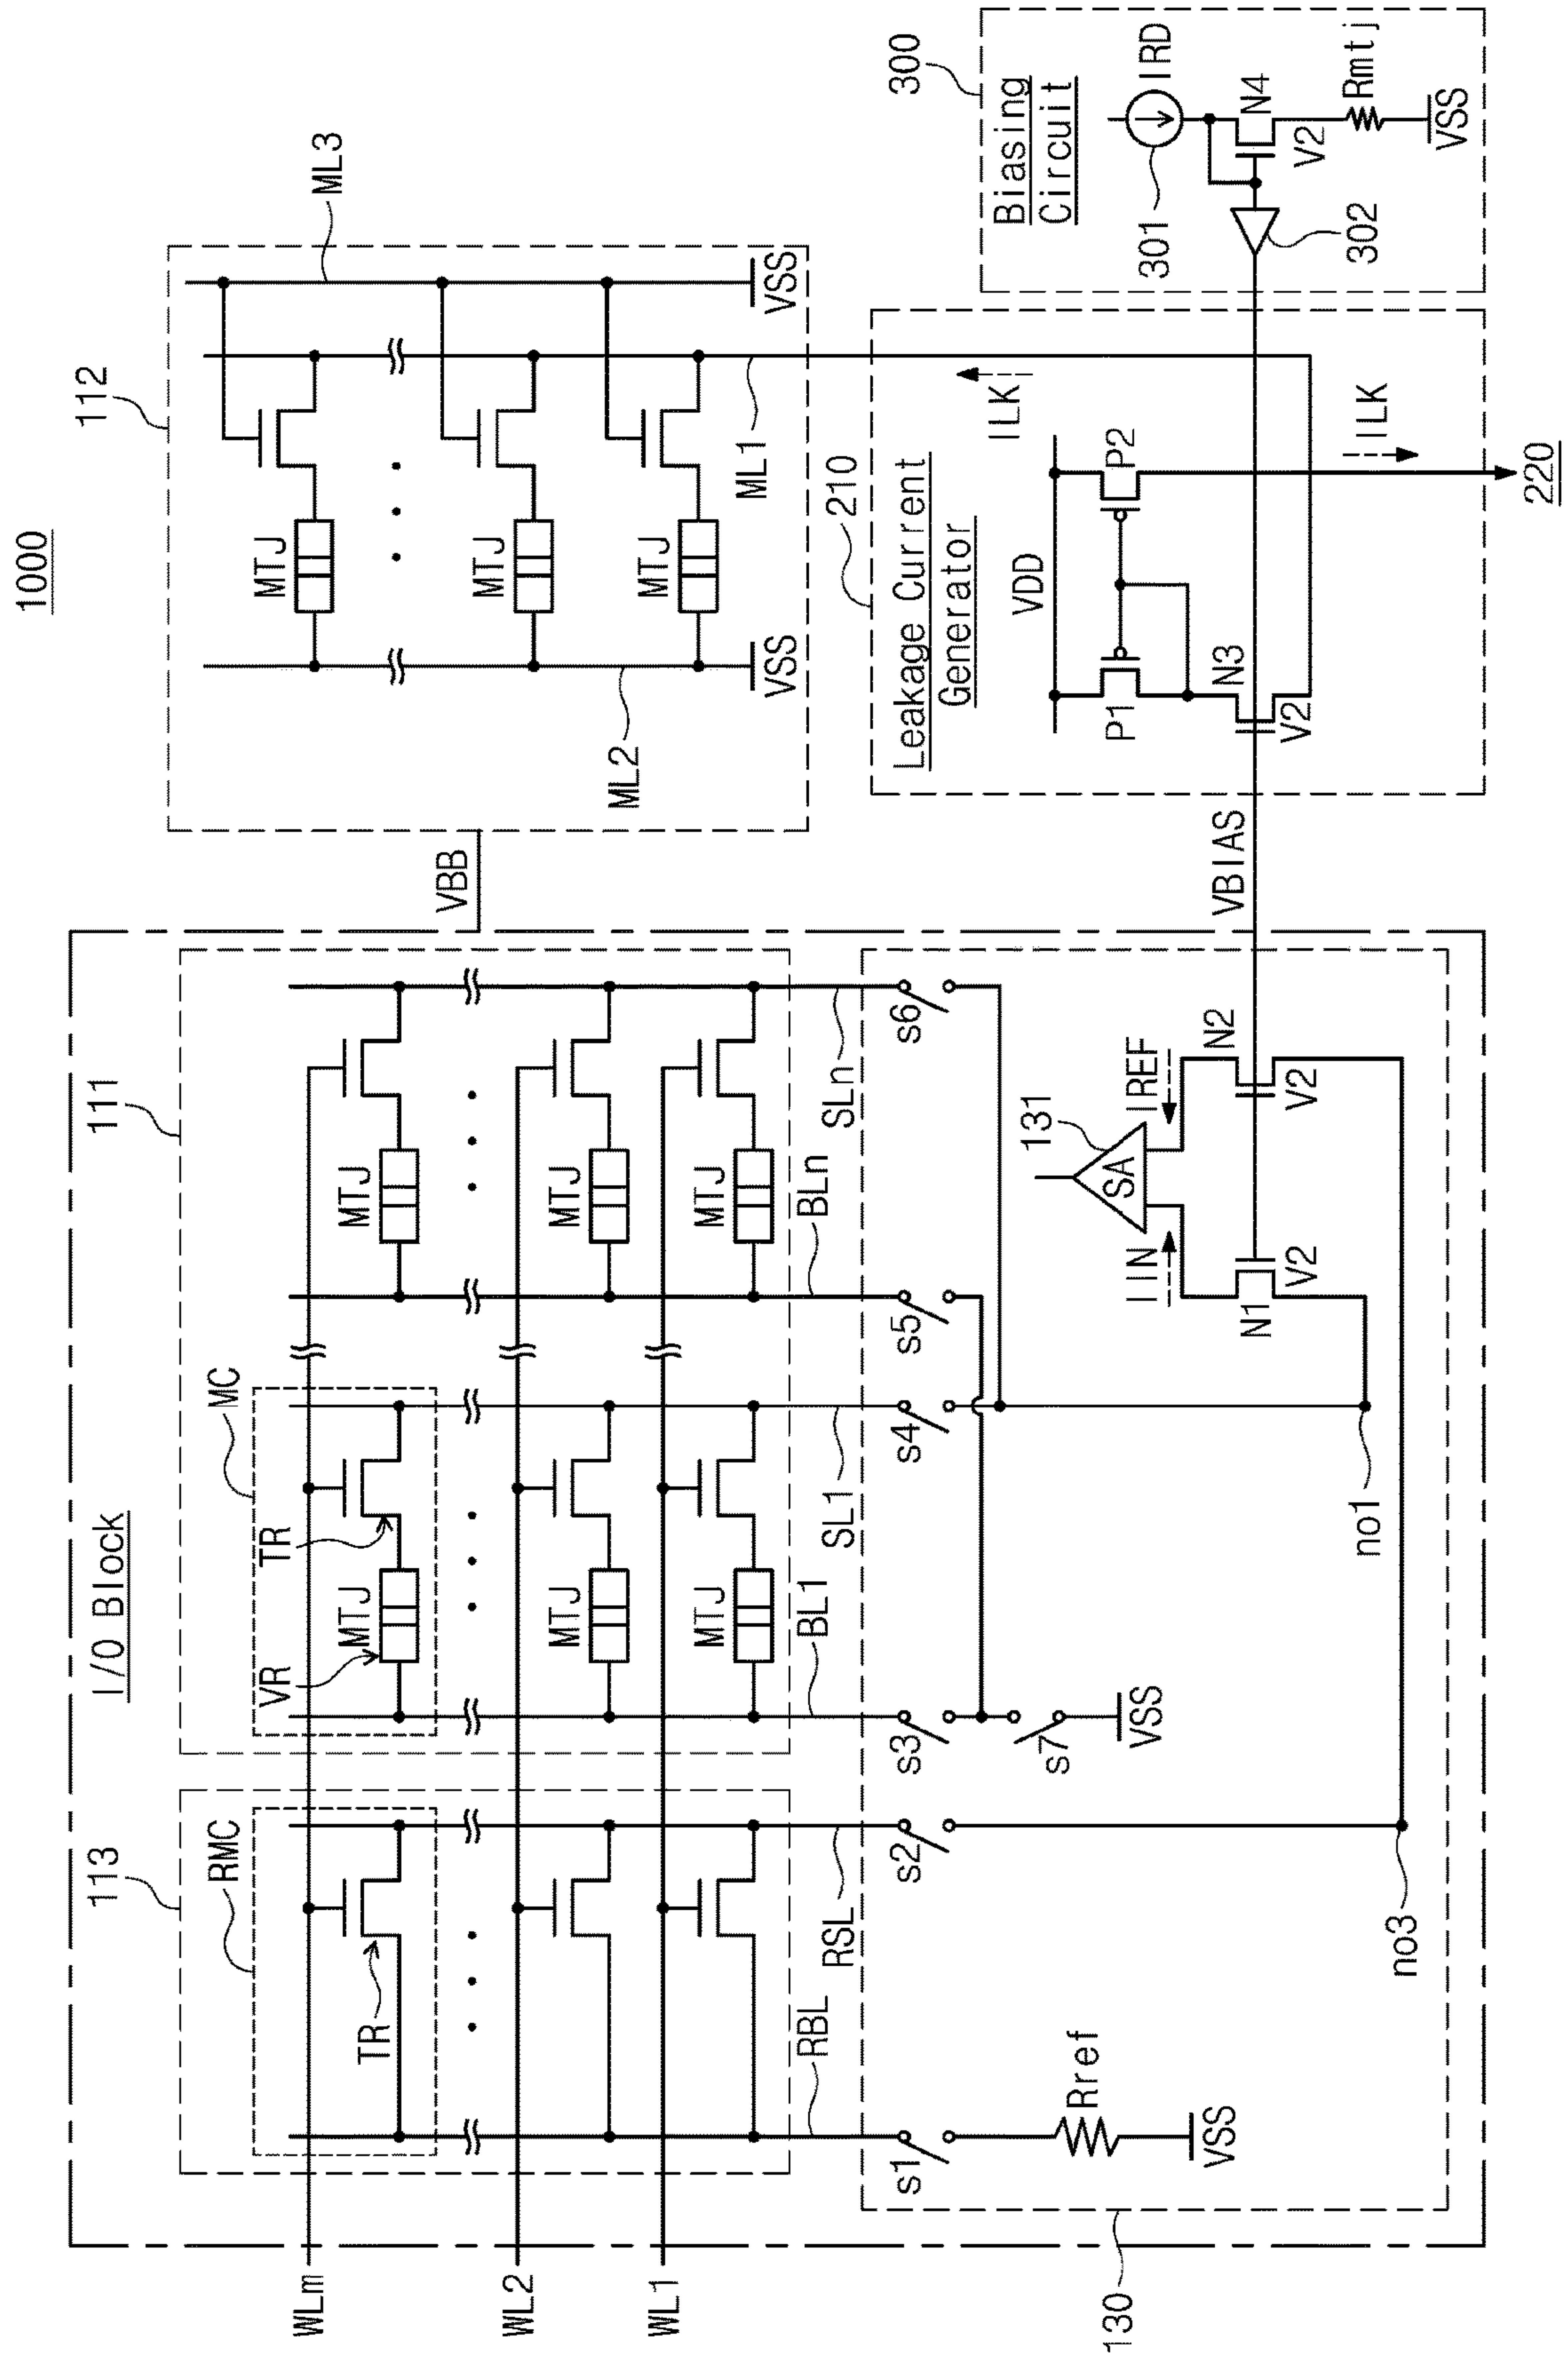 1000
I/O Block
113
RMC
TR
111
MC
VR
MTJ
TR
MTJ
WLm
MTJ
MTJ
WL2
MTJ
MTJ
WL1
RBL
RSL
BL1
SL1
BLn
SLn
VBB
112
MTJ
MTJ
MTJ
ML2
VSS
ML1
VSS
ML3
s1
s2
s3
s4
s5
s6
s7
VSS
Rref
VSS
130
131
SA
IIN
IREF
N1
V2
N2
V2
no1
no3
VBIAS
210
Leakage Current
Generator
VDD
P1
P2
N3
V2
ILK
ILK
220
300
Biasing
Circuit
301
IRD
302
N4
V2
Rmtj
VSS